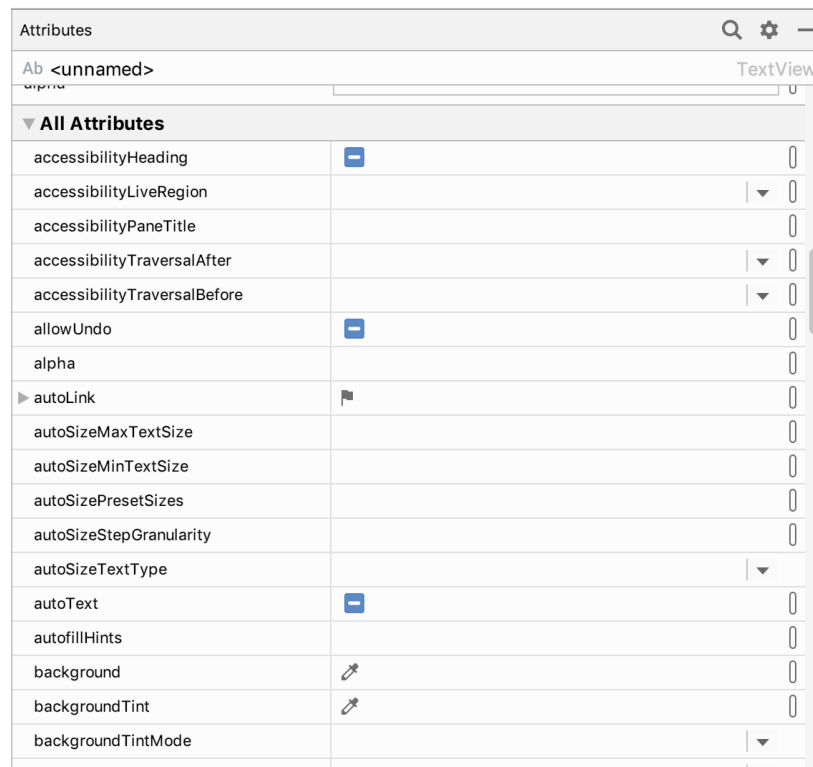 Attributes
Ab <unnamed> TextView
alpha
All Attributes
accessibilityHeading
accessibilityLiveRegion
accessibilityPaneTitle
accessibilityTraversalAfter
accessibilityTraversalBefore
allowUndo
alpha
autoLink
autoSizeMaxTextSize
autoSizeMinTextSize
autoSizePresetSizes
autoSizeStepGranularity
autoSizeTextType
autoText
autofillHints
background
backgroundTint
backgroundTintMode